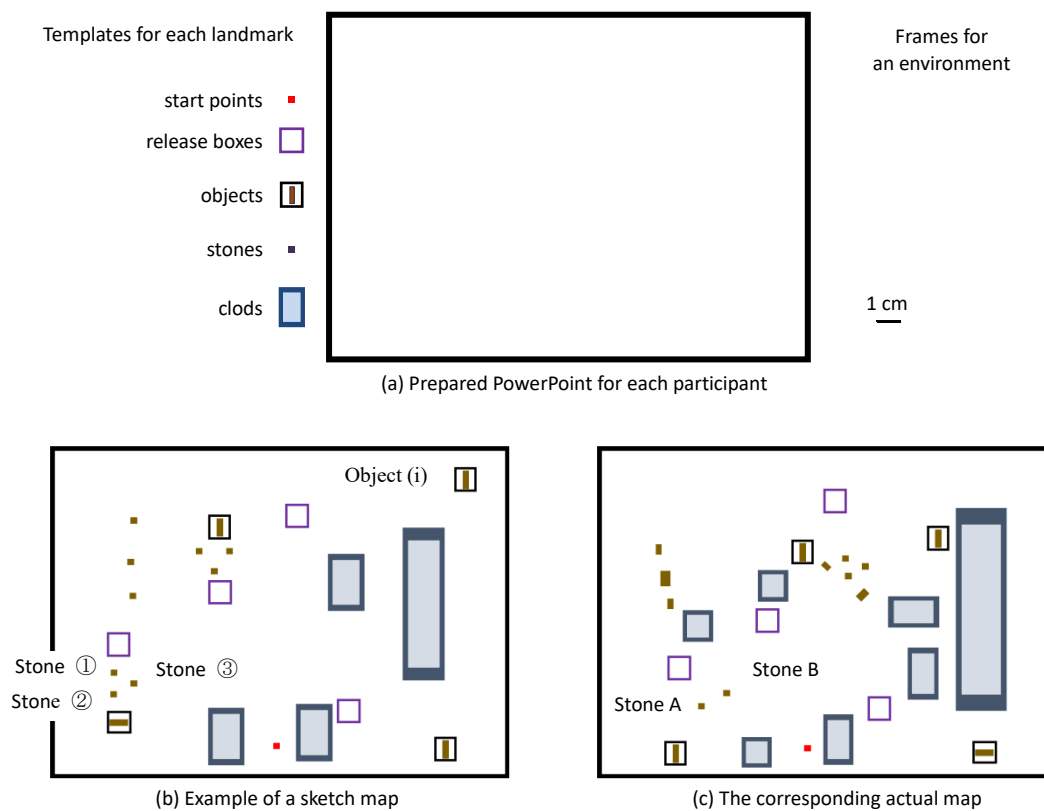 Templates for each landmark
Frames for
an environment
start points
release boxes
objects
stones
clods
1 cm
(a) Prepared PowerPoint for each participant
Object (i)
Stone ①
Stone ③
Stone ②
Stone B
Stone A
(b) Example of a sketch map
(c) The corresponding actual map